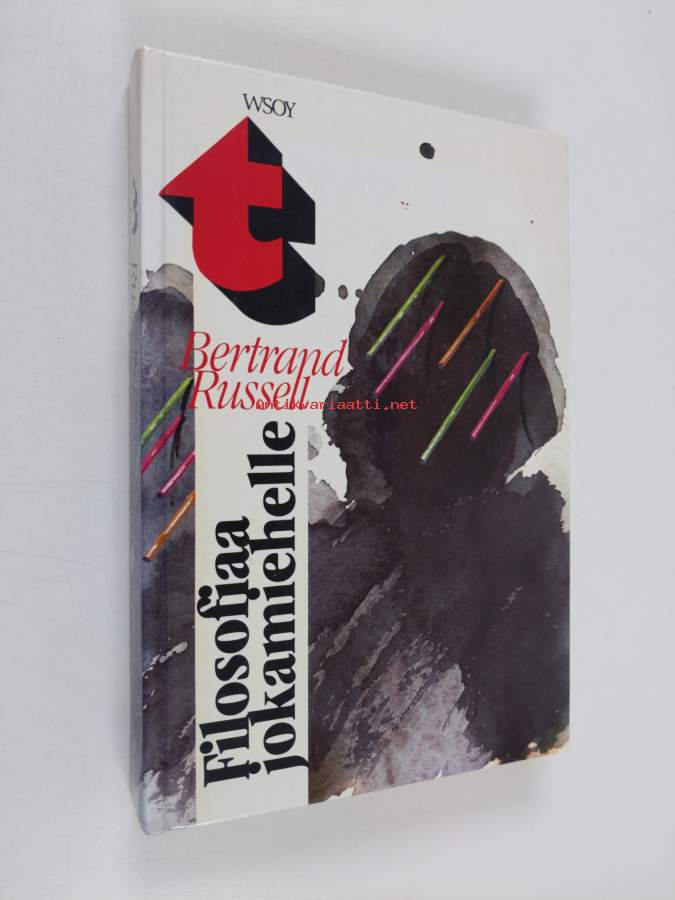 WSOY
t
Bertrand
Russell
antikvariaatti.net
Filosofiaa
jokamiehelle
t